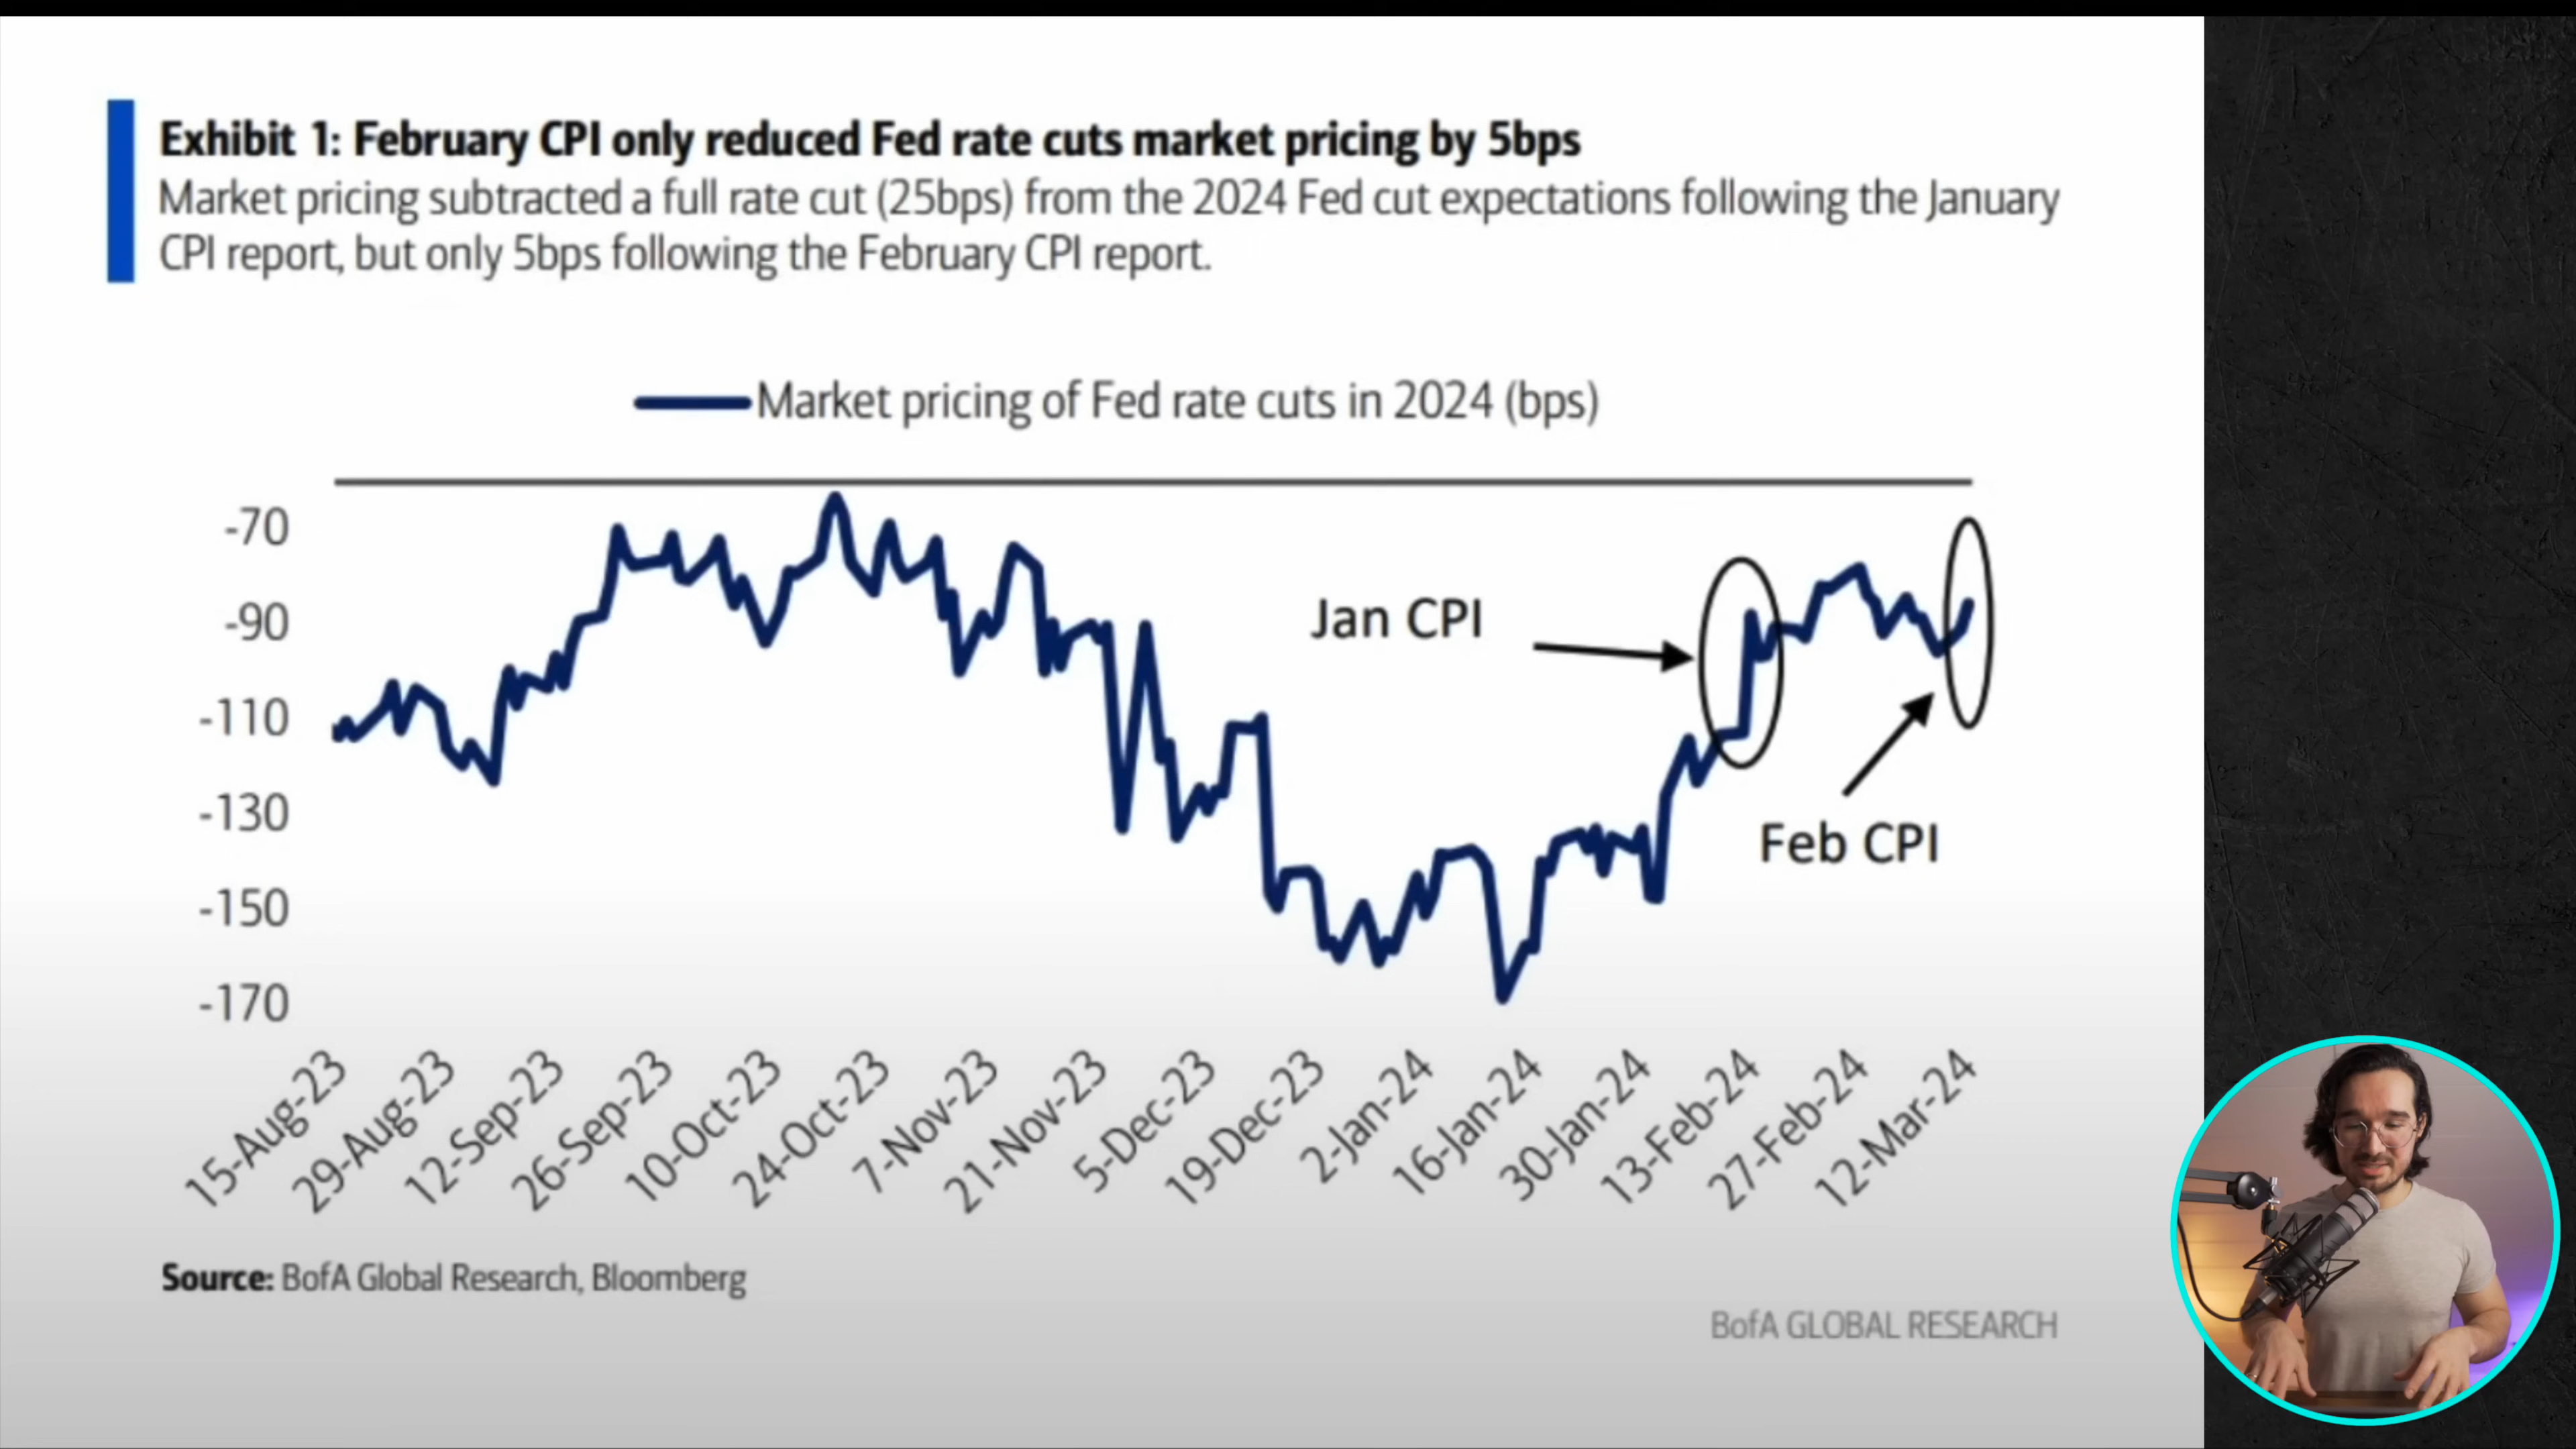 Exhibit 1: February CPI only reduced Fed rate cuts market pricing by 5bps
Market pricing subtracted a full rate cut (25bps) from the 2024 Fed cut expectations following the January
CPI report, but only 5bps following the February CPI report.
Market pricing of Fed rate cuts in 2024 (bps)
-70
-90
-110
-130
-150
-170
Jan CPI
Feb CPI
15-Aug-23
29-Aug-23
12-Sep-23
26-Sep-23
10-Oct-23
24-Oct-23
7-Nov-23
21-Nov-23
5-Dec-23
19-Dec-23
2-Jan-24
16-Jan-24
30-Jan-24
13-Feb-24
27-Feb-24
12-Mar-24
Source: BofA Global Research, Bloomberg
BofA GLOBAL RESEARCH